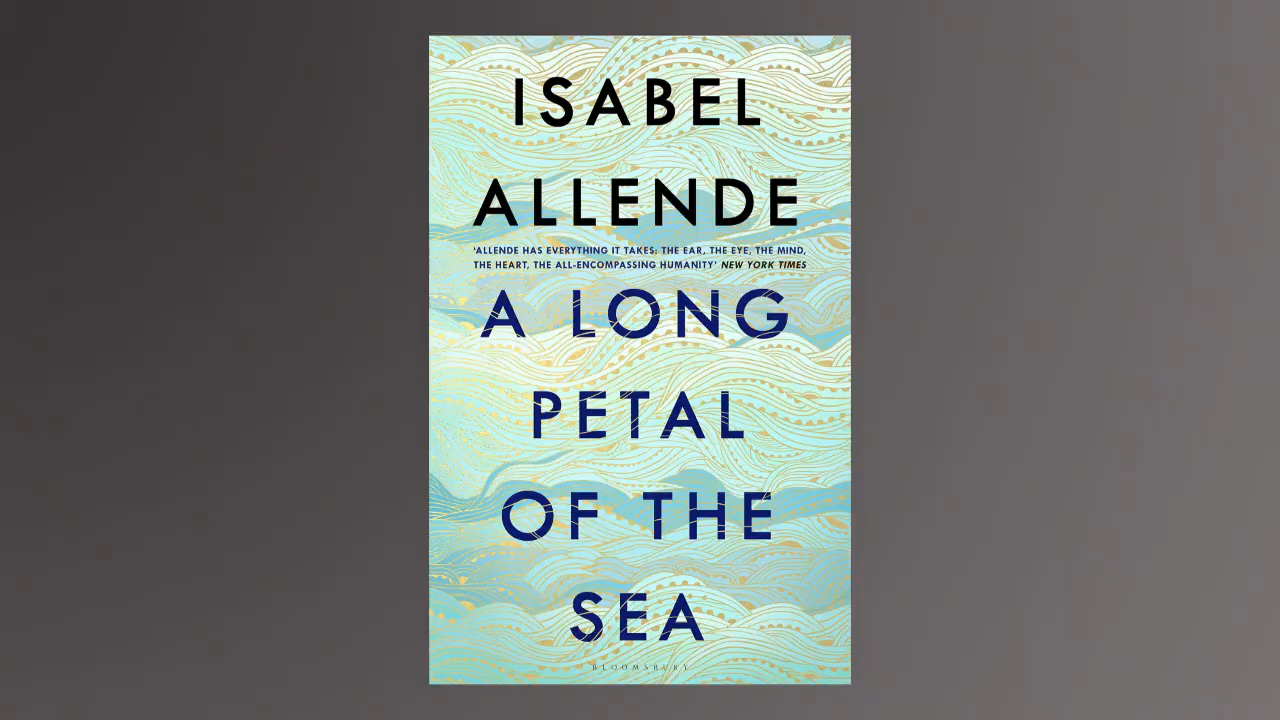 ISABEL
ALLENDE
'ALLENDE HAS EVERYTHING IT TAKES: THE EAR, THE EYE, THE MIND,
THE HEART, THE ALL-ENCOMPASSING HUMANITY' NEW YORK TIMES
A LONG
PETAL
OF THE
SEA
BLOOMSBURY